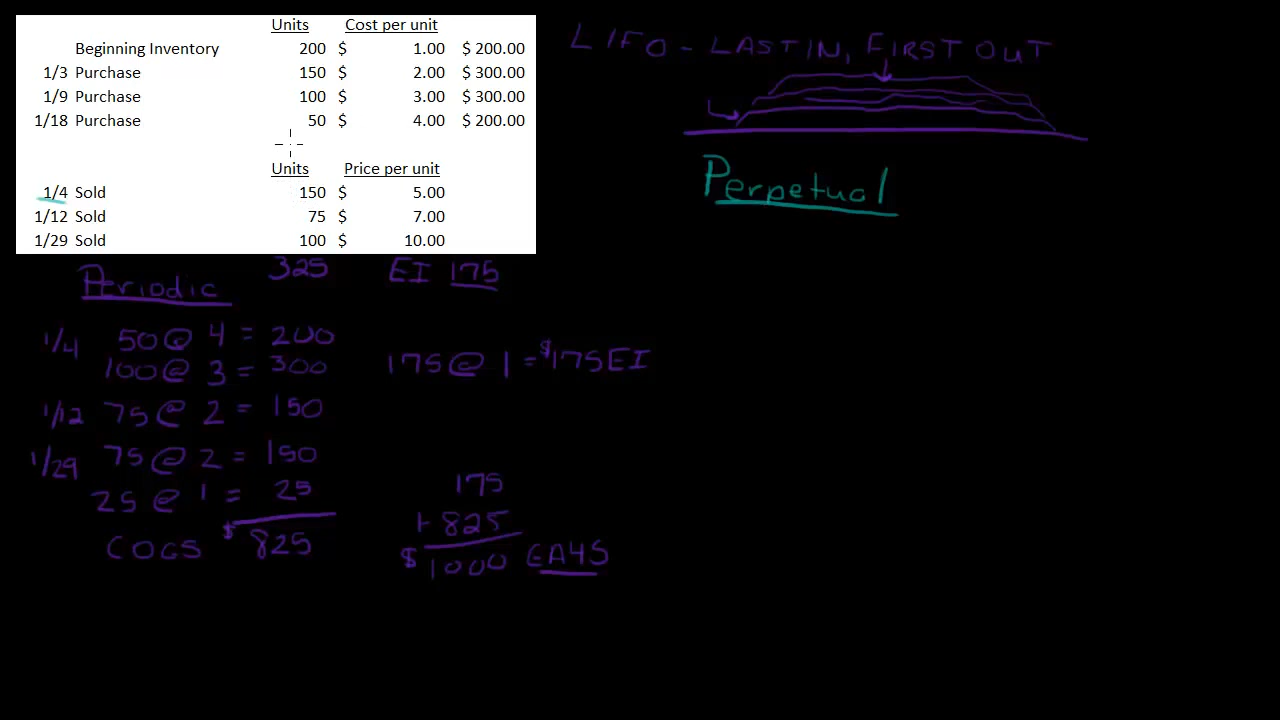 Units Cost per unit
Beginning Inventory 200 $ 1.00 $ 200.00
1/3 Purchase 150 $ 2.00 $ 300.00
1/9 Purchase 100 $ 3.00 $ 300.00
1/18 Purchase 50 $ 4.00 $ 200.00
Units Price per unit
1/4 Sold 150 $ 5.00
1/12 Sold 75 $ 7.00
1/29 Sold 100 $ 10.00
325 EI 175
LIFO - LAST IN, FIRST OUT
Perpetual
Periodic
1/4 50 @ 4 = 200
100 @ 3 = 300
1/12 75 @ 2 = 150
1/29 75 @ 2 = 150
25 @ 1 = 25
COGS $ 825
175 @ 1 = $175 EI
175
+ 825
$ 1000 GA4S